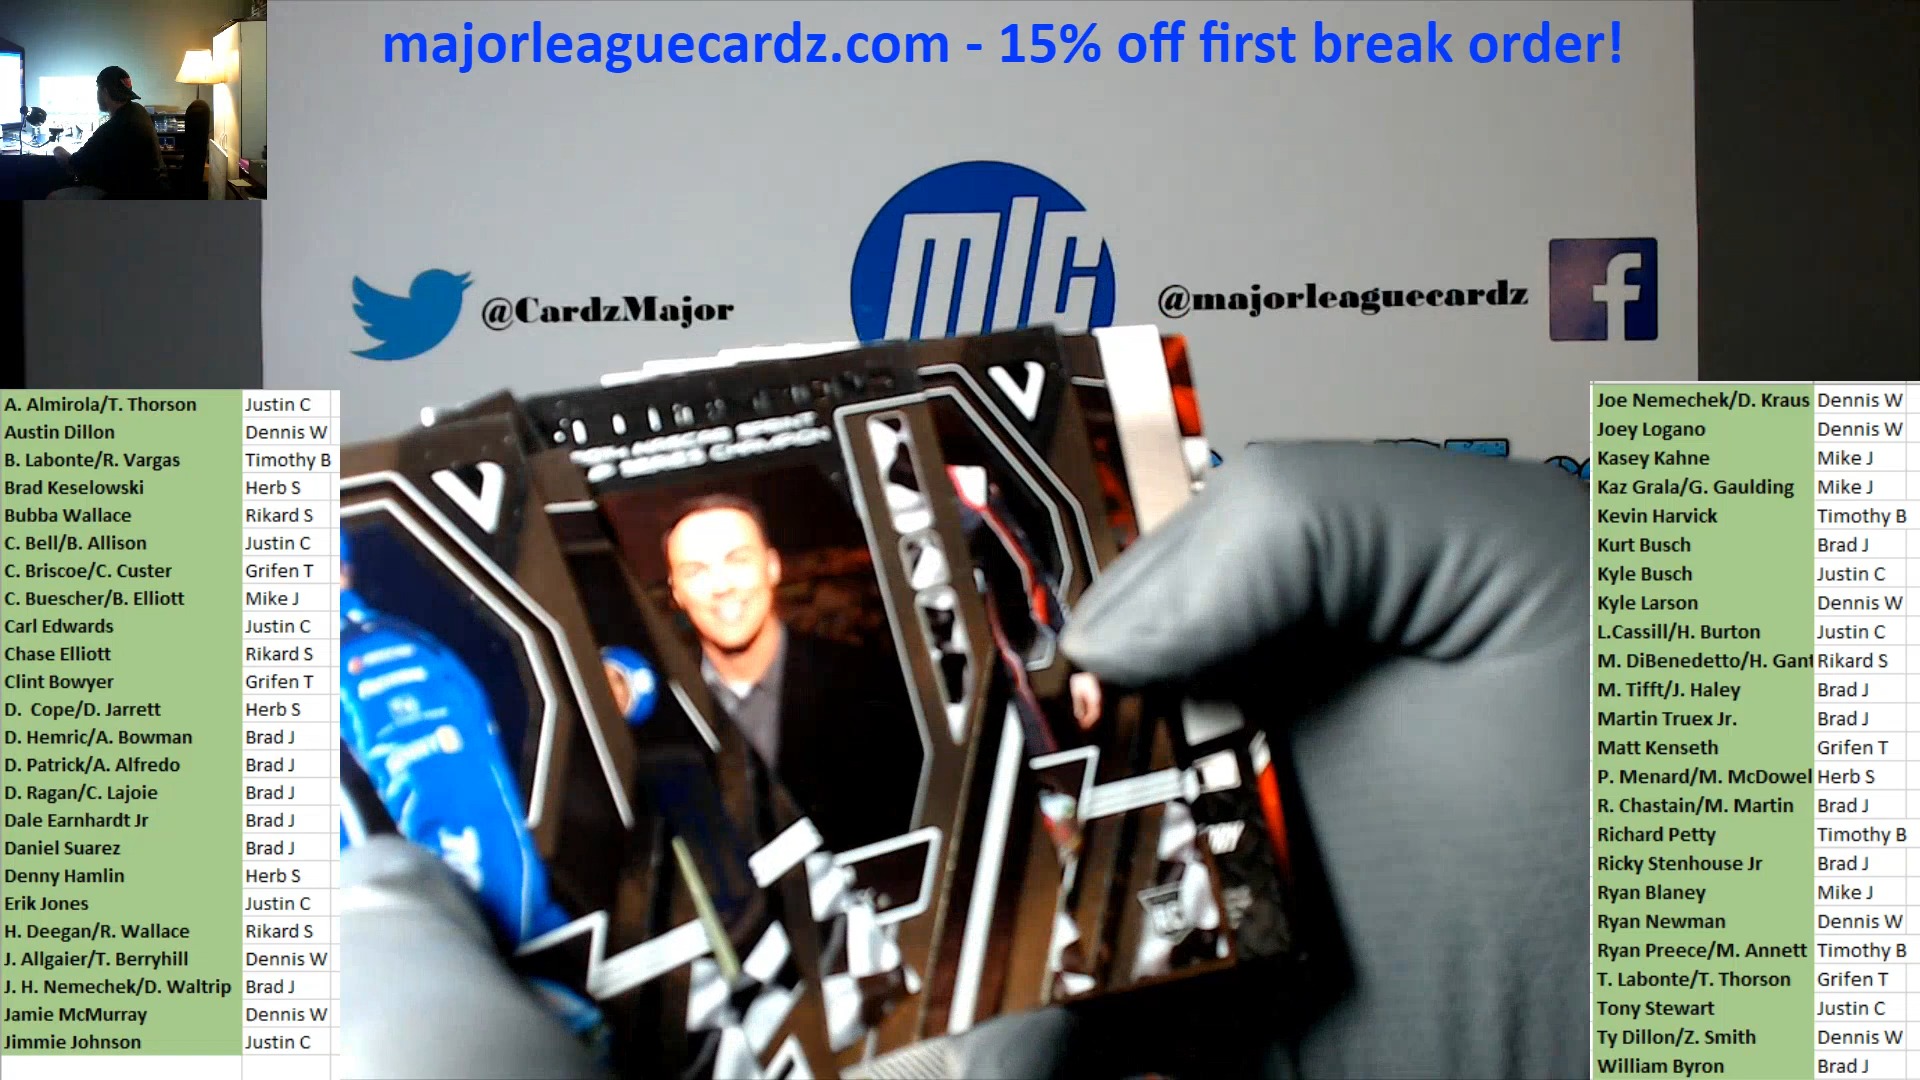 majorleaguecardz.com - 15% off first break order!
mlc
@CardzMajor
@majorleaguecardz
f
A. Almirola/T. Thorson Justin C
Austin Dillon Dennis W
B. Labonte/R. Vargas Timothy B
Brad Keselowski Herb S
Bubba Wallace Rikard S
C. Bell/B. Allison Justin C
C. Briscoe/C. Custer Grifen T
C. Buescher/B. Elliott Mike J
Carl Edwards Justin C
Chase Elliott Rikard S
Clint Bowyer Grifen T
D. Cope/D. Jarrett Herb S
D. Hemric/A. Bowman Brad J
D. Patrick/A. Alfredo Brad J
D. Ragan/C. Lajoie Brad J
Dale Earnhardt Jr Brad J
Daniel Suarez Brad J
Denny Hamlin Herb S
Erik Jones Justin C
H. Deegan/R. Wallace Rikard S
J. Allgaier/T. Berryhill Dennis W
J. H. Nemechek/D. Waltrip Brad J
Jamie McMurray Dennis W
Jimmie Johnson Justin C
Joe Nemechek/D. Kraus Dennis W
Joey Logano Dennis W
Kasey Kahne Mike J
Kaz Grala/G. Gaulding Mike J
Kevin Harvick Timothy B
Kurt Busch Brad J
Kyle Busch Justin C
Kyle Larson Dennis W
L.Cassill/H. Burton Justin C
M. DiBenedetto/H. Gant Rikard S
M. Tifft/J. Haley Brad J
Martin Truex Jr. Brad J
Matt Kenseth Grifen T
P. Menard/M. McDowel Herb S
R. Chastain/M. Martin Brad J
Richard Petty Timothy B
Ricky Stenhouse Jr Brad J
Ryan Blaney Mike J
Ryan Newman Dennis W
Ryan Preece/M. Annett Timothy B
T. Labonte/T. Thorson Grifen T
Tony Stewart Justin C
Ty Dillon/Z. Smith Dennis W
William Byron Brad J